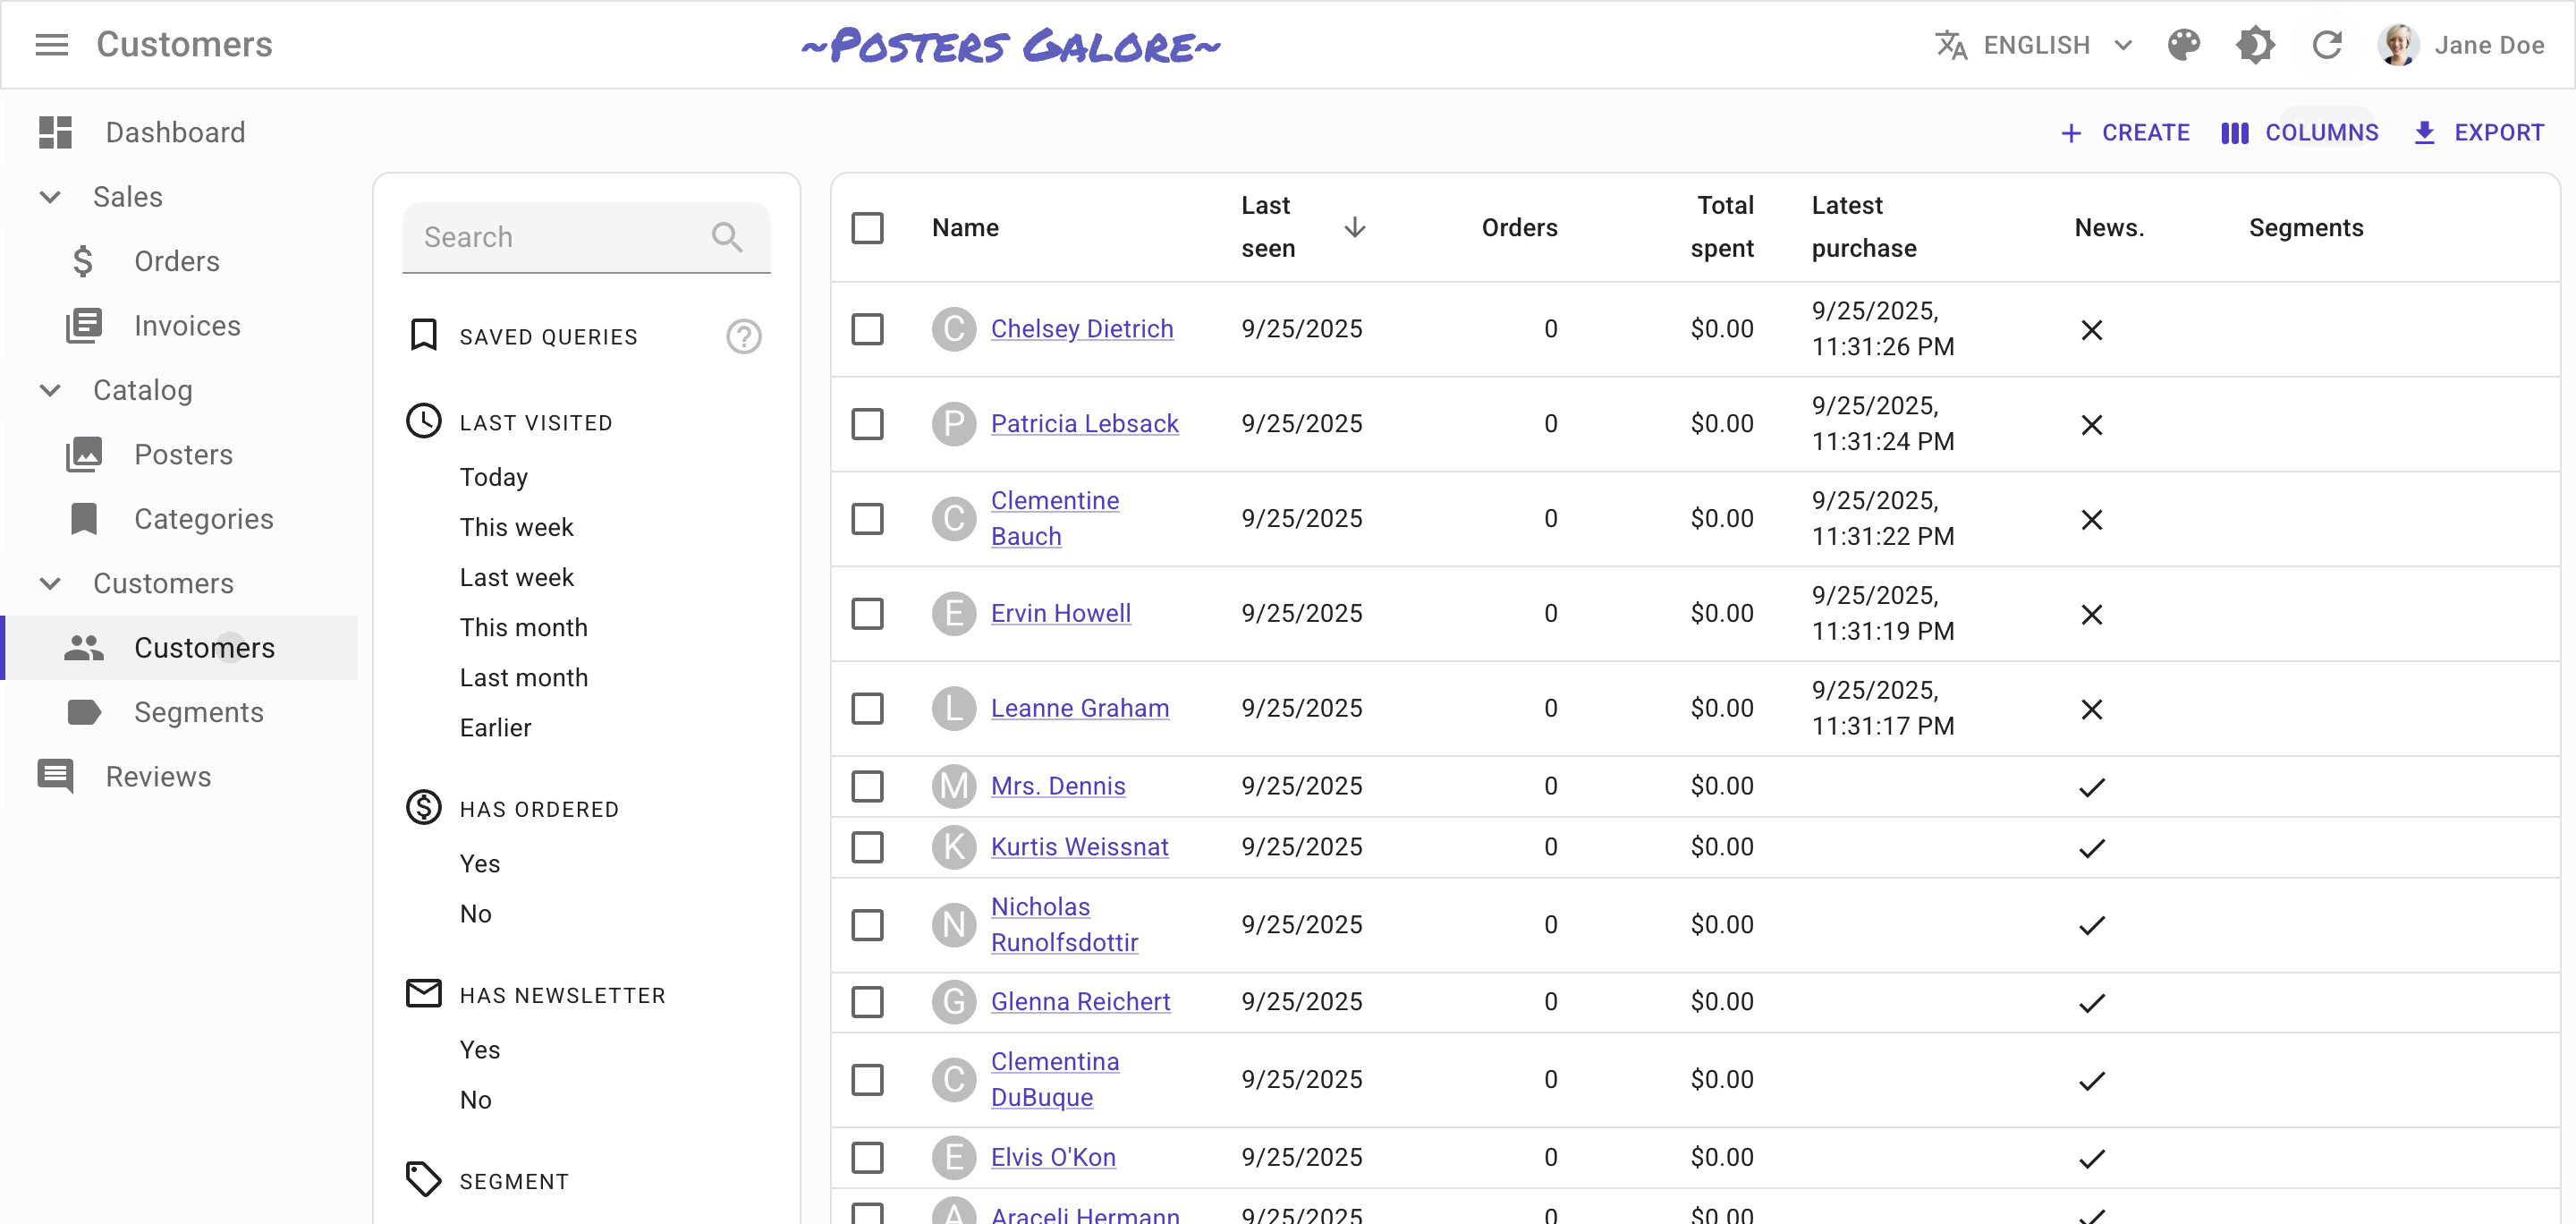 Customers
~Posters Galore~
ENGLISH
Jane Doe
CREATE
COLUMNS
EXPORT
Dashboard
Sales
Orders
Invoices
Catalog
Posters
Categories
Customers
Customers
Segments
Reviews
Search
SAVED QUERIES
LAST VISITED
Today
This week
Last week
This month
Last month
Earlier
HAS ORDERED
Yes
No
HAS NEWSLETTER
Yes
No
SEGMENT
Name Last seen Orders Total spent Latest purchase News. Segments
C Chelsey Dietrich 9/25/2025 0 $0.00 9/25/2025, 11:31:26 PM
P Patricia Lebsack 9/25/2025 0 $0.00 9/25/2025, 11:31:24 PM
C Clementine Bauch 9/25/2025 0 $0.00 9/25/2025, 11:31:22 PM
E Ervin Howell 9/25/2025 0 $0.00 9/25/2025, 11:31:19 PM
L Leanne Graham 9/25/2025 0 $0.00 9/25/2025, 11:31:17 PM
M Mrs. Dennis 9/25/2025 0 $0.00
K Kurtis Weissnat 9/25/2025 0 $0.00
N Nicholas Runolfsdottir 9/25/2025 0 $0.00
G Glenna Reichert 9/25/2025 0 $0.00
C Clementina DuBuque 9/25/2025 0 $0.00
E Elvis O'Kon 9/25/2025 0 $0.00
A Araceli Hermann 9/25/2025 0 $0.00